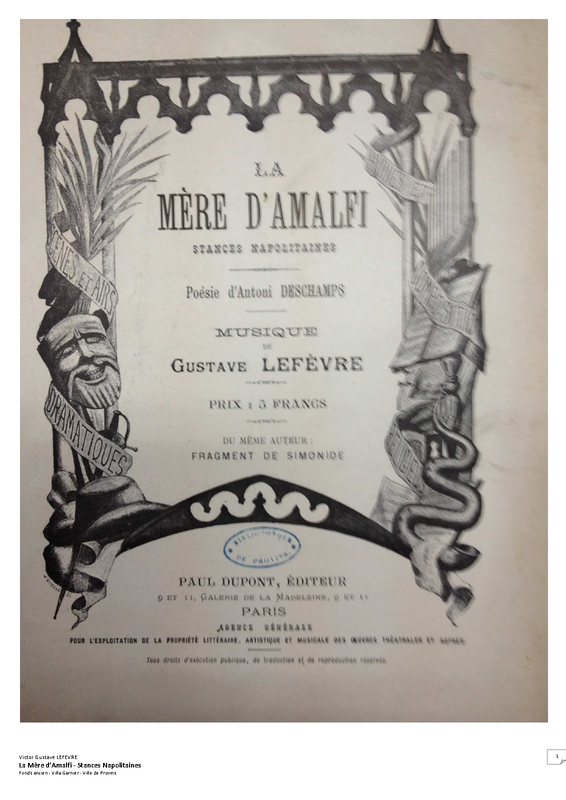 LA
MÈRE D'AMALFI
STANCES NAPOLITAINES
Poésie d'Antoni DESCHAMPS
MUSIQUE
DE
GUSTAVE LEFÈVRE
PRIX : 5 FRANCS
DU MÊME AUTEUR :
FRAGMENT DE SIMONIDE
SCÈNES ET AIRS
DRAMATIQUES
BIBLIOTHÈQUE
DE PROVINS
PAUL DUPONT, ÉDITEUR
9 ET 11, GALERIE DE LA MADELEINE, 9 ET 11
PARIS
AGENCE GÉNÉRALE
POUR L'EXPLOITATION DE LA PROPRIÉTÉ LITTÉRAIRE, ARTISTIQUE ET MUSICALE DES ŒUVRES THÉATRALES ET AUTRES.
Tous droits d'exécution publique, de traduction et de reproduction réservés
Victor Gustave LEFEVRE
La Mère d'Amalfi - Stances Napolitaines
Fonds ancien - Villa Garnier - Ville de Provins
1